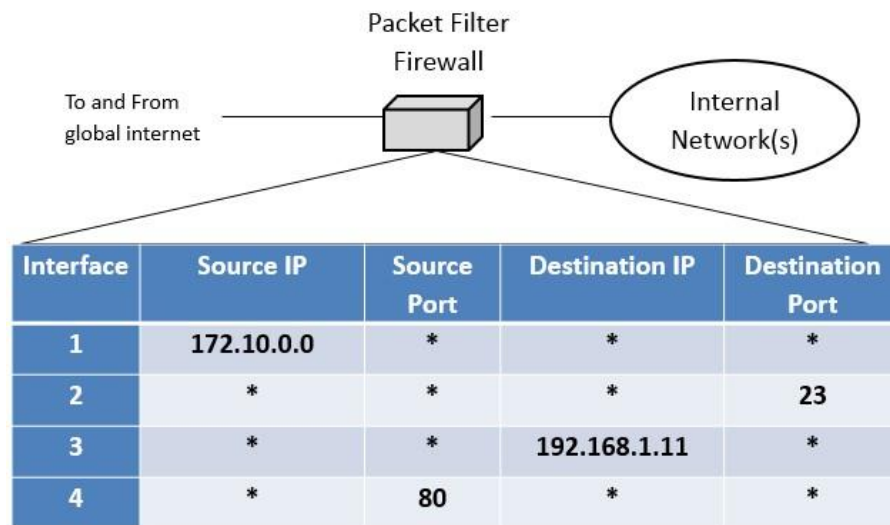 Packet Filter
Firewall
To and From
global internet
Internal
Network(s)
Interface Source IP Source Port Destination IP Destination Port
1 172.10.0.0 * * *
2 * * * 23
3 * * 192.168.1.11 *
4 * 80 * *